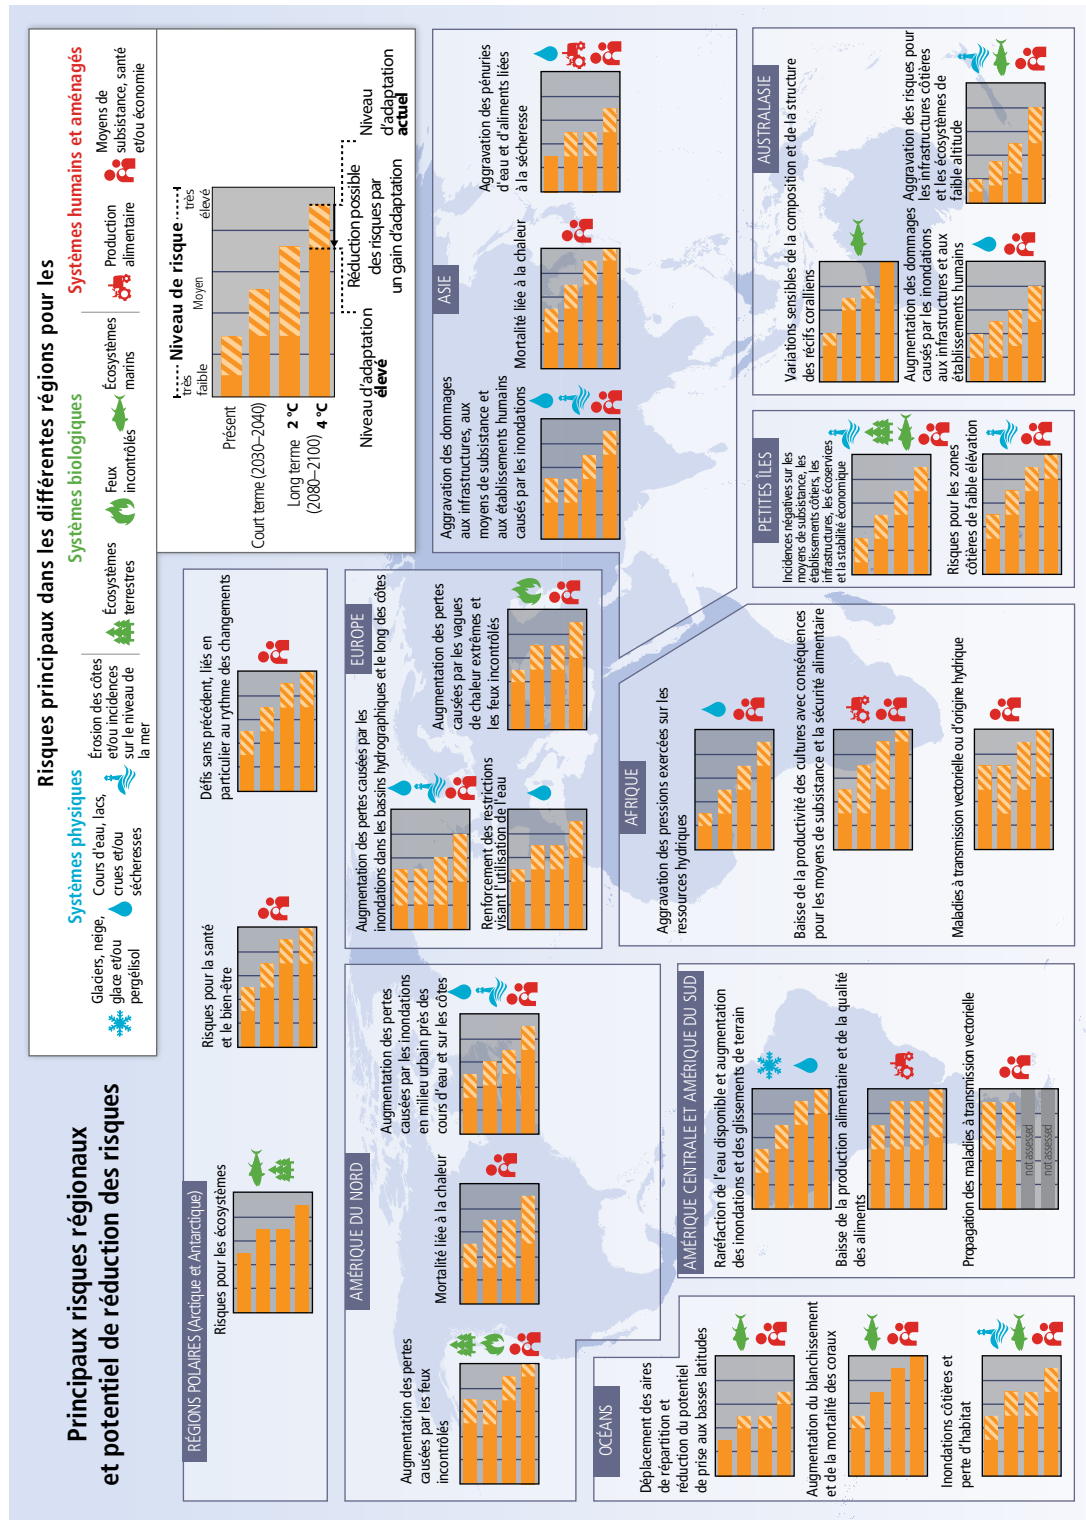 Principaux risques régionaux
et potentiel de réduction des risques
Risques principaux dans les différentes régions pour les
Systèmes physiques
Glaciers, neige,
glace et/ou
pergélisol
Cours d'eau, lacs,
crues et/ou
sécheresses
Érosion des côtes
et/ou incidences
sur le niveau de
la mer
Systèmes biologiques
Écosystèmes
terrestres
Feux
incontrôlés
Écosystèmes
marins
Systèmes humains et aménagés
Production
alimentaire
Moyens de
subsistance, santé
et/ou économie
Niveau de risque
très
faible
Moyen
très
élevé
Présent
Court terme (2030–2040)
Long terme
(2080–2100)
2 °C
4 °C
Niveau d'adaptation
élevé
Réduction possible
des risques par
un gain d'adaptation
Niveau
d'adaptation
actuel
RÉGIONS POLAIRES (Arctique et Antarctique)
Risques pour les écosystèmes
Risques pour la santé
et le bien-être
Défis sans précédent, liés en
particulier au rythme des changements
AMÉRIQUE DU NORD
Augmentation des pertes
causées par les feux
incontrôlés
Mortalité liée à la chaleur
Augmentation des pertes
causées par les inondations
en milieu urbain près des
cours d'eau et sur les côtes
EUROPE
Augmentation des pertes causées par les
inondations dans les bassins hydrographiques et le long des côtes
Renforcement des restrictions
visant l'utilisation de l'eau
Augmentation des pertes
causées par les vagues
de chaleur extrêmes et
les feux incontrôlés
ASIE
Aggravation des dommages
aux infrastructures, aux
moyens de subsistance et
aux établissements humains
causés par les inondations
Mortalité liée à la chaleur
Aggravation des pénuries
d'eau et d'aliments liées
à la sécheresse
OCÉANS
Déplacement des aires
de répartition et
réduction du potentiel
de prise aux basses latitudes
Augmentation du blanchissement
et de la mortalité des coraux
Inondations côtières et
perte d'habitat
AMÉRIQUE CENTRALE ET AMÉRIQUE DU SUD
Raréfaction de l'eau disponible et augmentation
des inondations et des glissements de terrain
Baisse de la production alimentaire et de la qualité
des aliments
Propagation des maladies à transmission vectorielle
not assessed
not assessed
AFRIQUE
Aggravation des pressions exercées sur les
ressources hydriques
Baisse de la productivité des cultures avec conséquences
pour les moyens de subsistance et la sécurité alimentaire
Maladies à transmission vectorielle ou d'origine hydrique
PETITES ÎLES
Incidences négatives sur les
moyens de subsistance, les
établissements côtiers, les
infrastructures, les écoservices
et la stabilité économique
Risques pour les zones
côtières de faible élévation
AUSTRALASIE
Variations sensibles de la composition et de la structure
des récifs coralliens
Augmentation des dommages
causés par les inondations
aux infrastructures et aux
établissements humains
Aggravation des risques pour
les infrastructures côtières
et les écosystèmes de
faible altitude